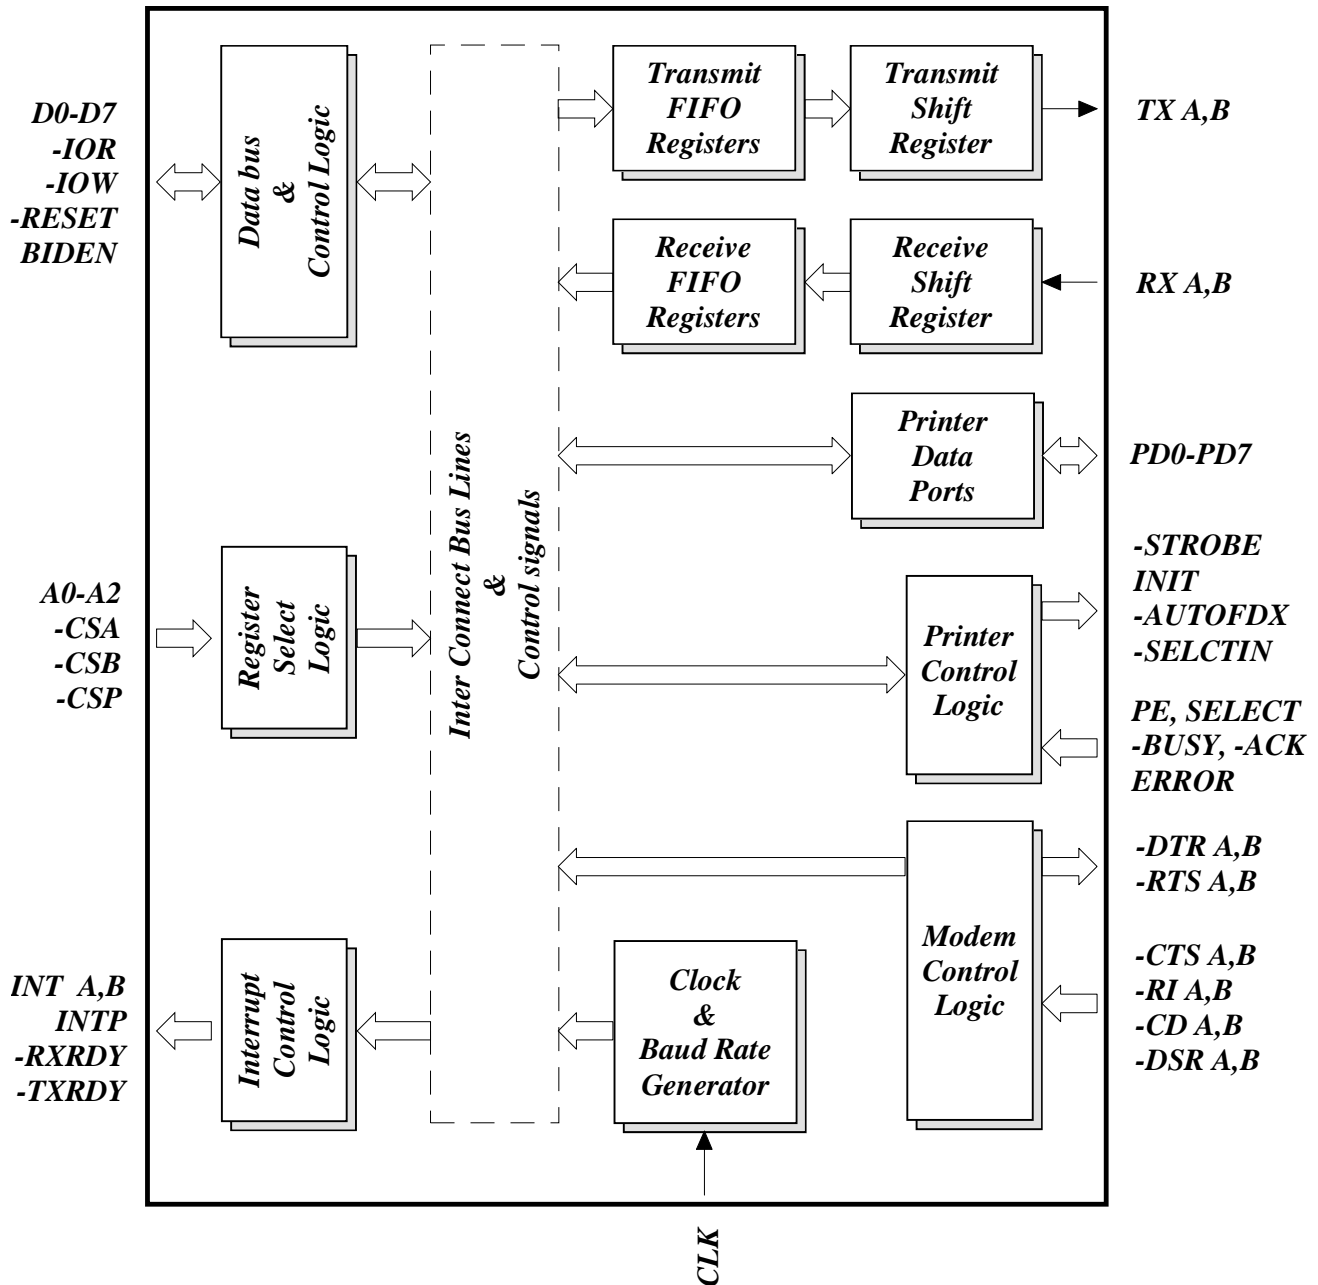 D0-D7
-IOR
-IOW
-RESET
BIDEN
Data bus
&
Control Logic
A0-A2
-CSA
-CSB
-CSP
Register
Select
Logic
INT A,B
INTP
-RXRDY
-TXRDY
Interrupt
Control
Logic
Inter Connect Bus Lines
&
Control signals
Transmit
FIFO
Registers
Transmit
Shift
Register
TX A,B
Receive
FIFO
Registers
Receive
Shift
Register
RX A,B
Printer
Data
Ports
PD0-PD7
Printer
Control
Logic
-STROBE
INIT
-AUTOFDX
-SELCTIN
PE, SELECT
-BUSY, -ACK
ERROR
Modem
Control
Logic
-DTR A,B
-RTS A,B
-CTS A,B
-RI A,B
-CD A,B
-DSR A,B
Clock
&
Baud Rate
Generator
CLK